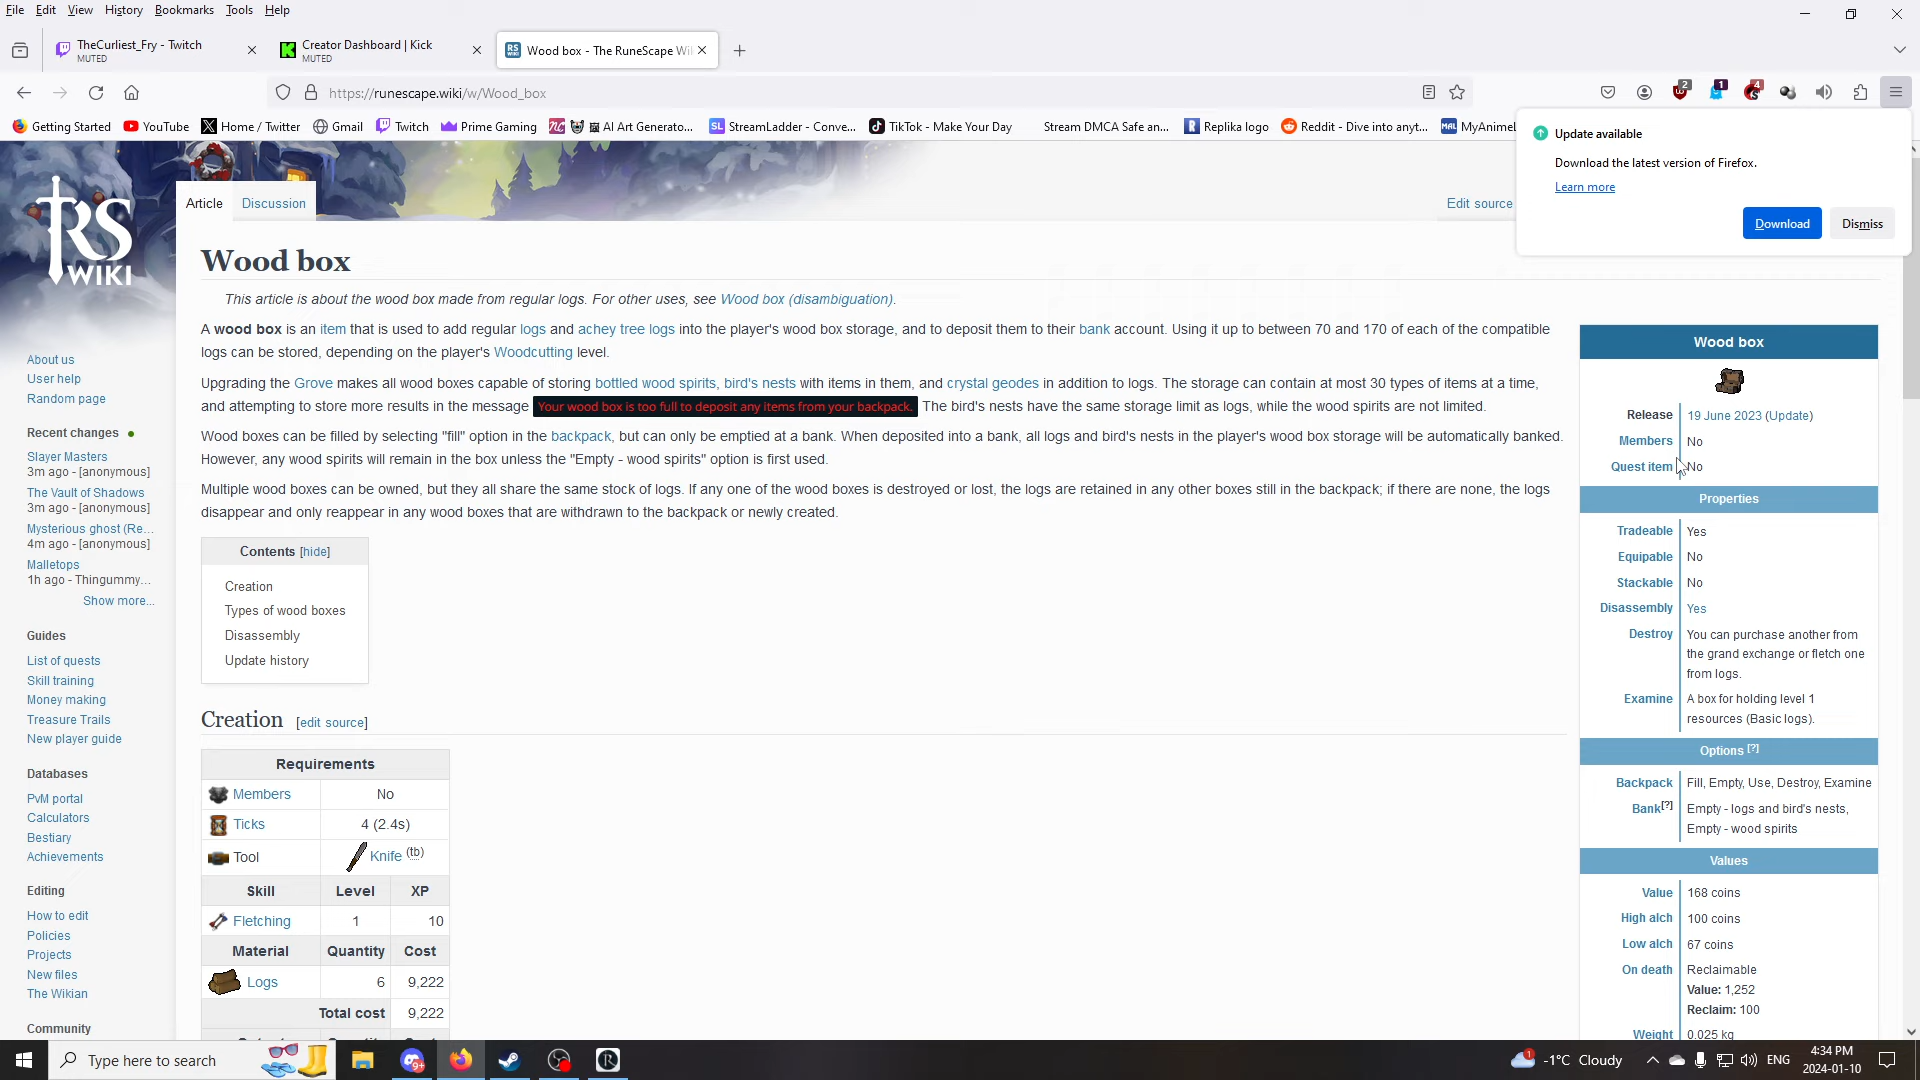 File Edit View History Bookmarks Tools Help
TheCurliest_Fry - Twitch
MUTED
Creator Dashboard | Kick
MUTED
Wood box - The RuneScape Wi
https://runescape.wiki/w/Wood_box
2 1 4
Getting Started YouTube Home / Twitter Gmail Twitch Prime Gaming AI Art Generato... StreamLadder - Conve... TikTok - Make Your Day Stream DMCA Safe an... Replika logo Reddit - Dive into anyt... MyAnimeL
Update available
Download the latest version of Firefox.
Learn more
Download Dismiss
RS
WIKI
Article Discussion Edit source
Wood box
This article is about the wood box made from regular logs. For other uses, see Wood box (disambiguation).
A wood box is an item that is used to add regular logs and achey tree logs into the player's wood box storage, and to deposit them to their bank account. Using it up to between 70 and 170 of each of the compatible
logs can be stored, depending on the player's Woodcutting level.
Upgrading the Grove makes all wood boxes capable of storing bottled wood spirits, bird's nests with items in them, and crystal geodes in addition to logs. The storage can contain at most 30 types of items at a time,
and attempting to store more results in the message Your wood box is too full to deposit any items from your backpack. The bird's nests have the same storage limit as logs, while the wood spirits are not limited.
Wood boxes can be filled by selecting "fill" option in the backpack, but can only be emptied at a bank. When deposited into a bank, all logs and bird's nests in the player's wood box storage will be automatically banked.
However, any wood spirits will remain in the box unless the "Empty - wood spirits" option is first used.
Multiple wood boxes can be owned, but they all share the same stock of logs. If any one of the wood boxes is destroyed or lost, the logs are retained in any other boxes still in the backpack; if there are none, the logs
disappear and only reappear in any wood boxes that are withdrawn to the backpack or newly created.
Contents [hide]
Creation
Types of wood boxes
Disassembly
Update history
Creation [edit source]
Requirements
Members No
Ticks 4 (2.4s)
Tool Knife (tb)
Skill Level XP
Fletching 1 10
Material Quantity Cost
Logs 6 9,222
Total cost 9,222
Wood box
Release 19 June 2023 (Update)
Members No
Quest item No
Properties
Tradeable Yes
Equipable No
Stackable No
Disassembly Yes
Destroy You can purchase another from
the grand exchange or fletch one
from logs.
Examine A box for holding level 1
resources (Basic logs).
Options [?]
Backpack Fill, Empty, Use, Destroy, Examine
Bank[?] Empty - logs and bird's nests,
Empty - wood spirits
Values
Value 168 coins
High alch 100 coins
Low alch 67 coins
On death Reclaimable
Value: 1,252
Reclaim: 100
Weight 0.025 kg
About us
User help
Random page
Recent changes
Slayer Masters
3m ago - [anonymous]
The Vault of Shadows
3m ago - [anonymous]
Mysterious ghost (Re...
4m ago - [anonymous]
Malletops
1h ago - Thingummy...
Show more...
Guides
List of quests
Skill training
Money making
Treasure Trails
New player guide
Databases
PvM portal
Calculators
Bestiary
Achievements
Editing
How to edit
Policies
Projects
New files
The Wikian
Community
Type here to search
-1°C Cloudy ENG 4:34 PM
2024-01-10